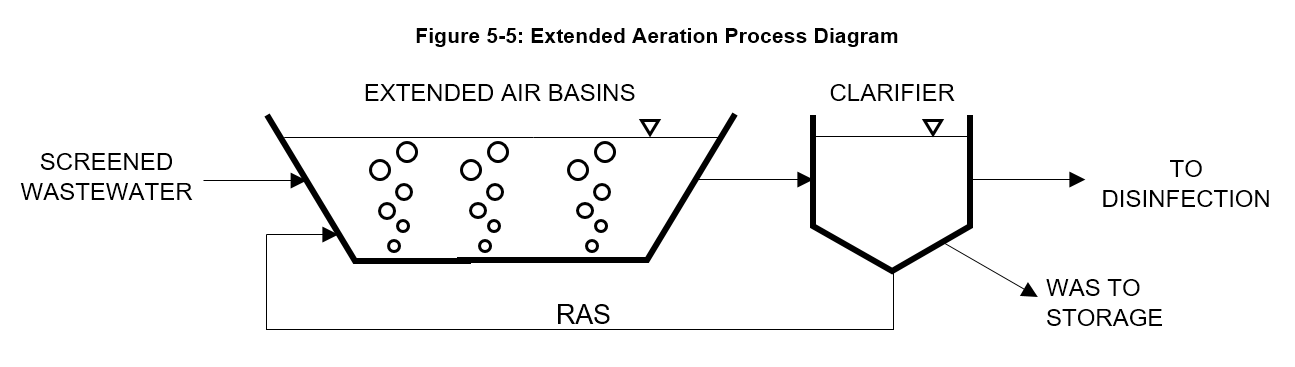 Figure 5-5: Extended Aeration Process Diagram
EXTENDED AIR BASINS
CLARIFIER
SCREENED
WASTEWATER
TO
DISINFECTION
WAS TO
STORAGE
RAS